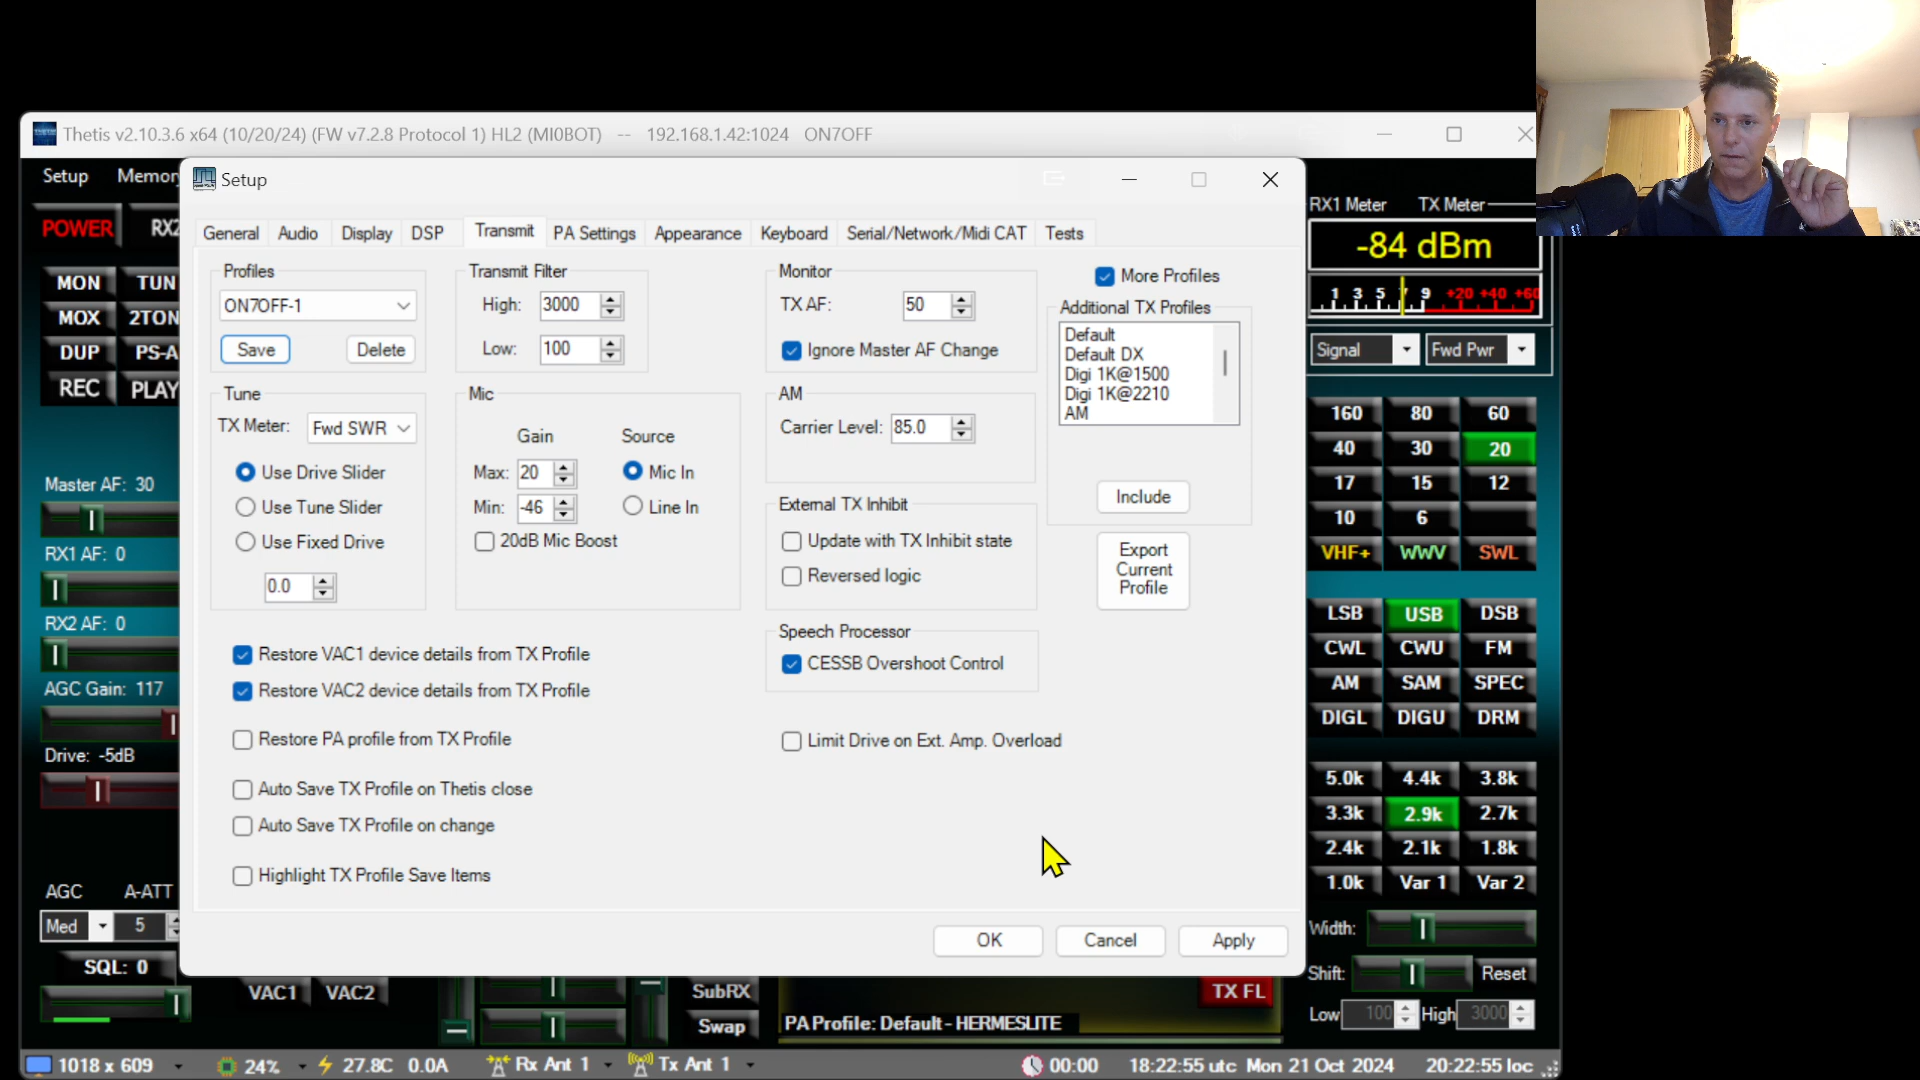 Thetis v2.10.3.6 x64 (10/20/24) (FW v7.2.8 Protocol 1) HL2 (MI0BOT) -- 192.168.1.42:1024 ON7OFF
Setup Memory
POWER RX2
MON TUN
MOX 2TON
DUP PS-A
REC PLAY
Master AF: 30
RX1 AF: 0
RX2 AF: 0
AGC Gain: 117
Drive: -5dB
AGC A-ATT
Med 5
SQL: 0
Setup
General Audio Display DSP Transmit PA Settings Appearance Keyboard Serial/Network/Midi CAT Tests
Profiles
ON7OFF-1
Save Delete
Transmit Filter
High: 3000
Low: 100
Monitor
TX AF: 50
Ignore Master AF Change
More Profiles
Additional TX Profiles
Default
Default DX
Digi 1K@1500
Digi 1K@2210
AM
Include
Export
Current
Profile
Tune
TX Meter: Fwd SWR
Use Drive Slider
Use Tune Slider
Use Fixed Drive
0.0
Mic
Gain Source
Max: 20 Mic In
Min: -46 Line In
20dB Mic Boost
AM
Carrier Level: 85.0
External TX Inhibit
Update with TX Inhibit state
Reversed logic
Speech Processor
CESSB Overshoot Control
Restore VAC1 device details from TX Profile
Restore VAC2 device details from TX Profile
Restore PA profile from TX Profile
Limit Drive on Ext. Amp. Overload
Auto Save TX Profile on Thetis close
Auto Save TX Profile on change
Highlight TX Profile Save Items
OK Cancel Apply
RX1 Meter TX Meter
-84 dBm
1 3 5 7 9 +20 +40 +60
Signal Fwd Pwr
160 80 60
40 30 20
17 15 12
10 6
VHF+ WWV SWL
LSB USB DSB
CWL CWU FM
AM SAM SPEC
DIGL DIGU DRM
5.0k 4.4k 3.8k
3.3k 2.9k 2.7k
2.4k 2.1k 1.8k
1.0k Var 1 Var 2
Width:
Shift: Reset
Low 100 High 3000
VAC1 VAC2
SubRX
Swap
TX FL
PA Profile: Default - HERMESLITE
1018 x 609 24% 27.8C 0.0A Rx Ant 1 Tx Ant 1 00:00 18:22:55 utc Mon 21 Oct 2024 20:22:55 loc